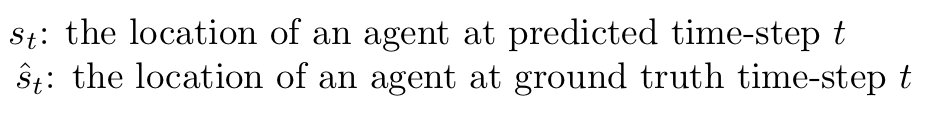 s_t: the location of an agent at predicted time-step t
ŝ_t: the location of an agent at ground truth time-step t